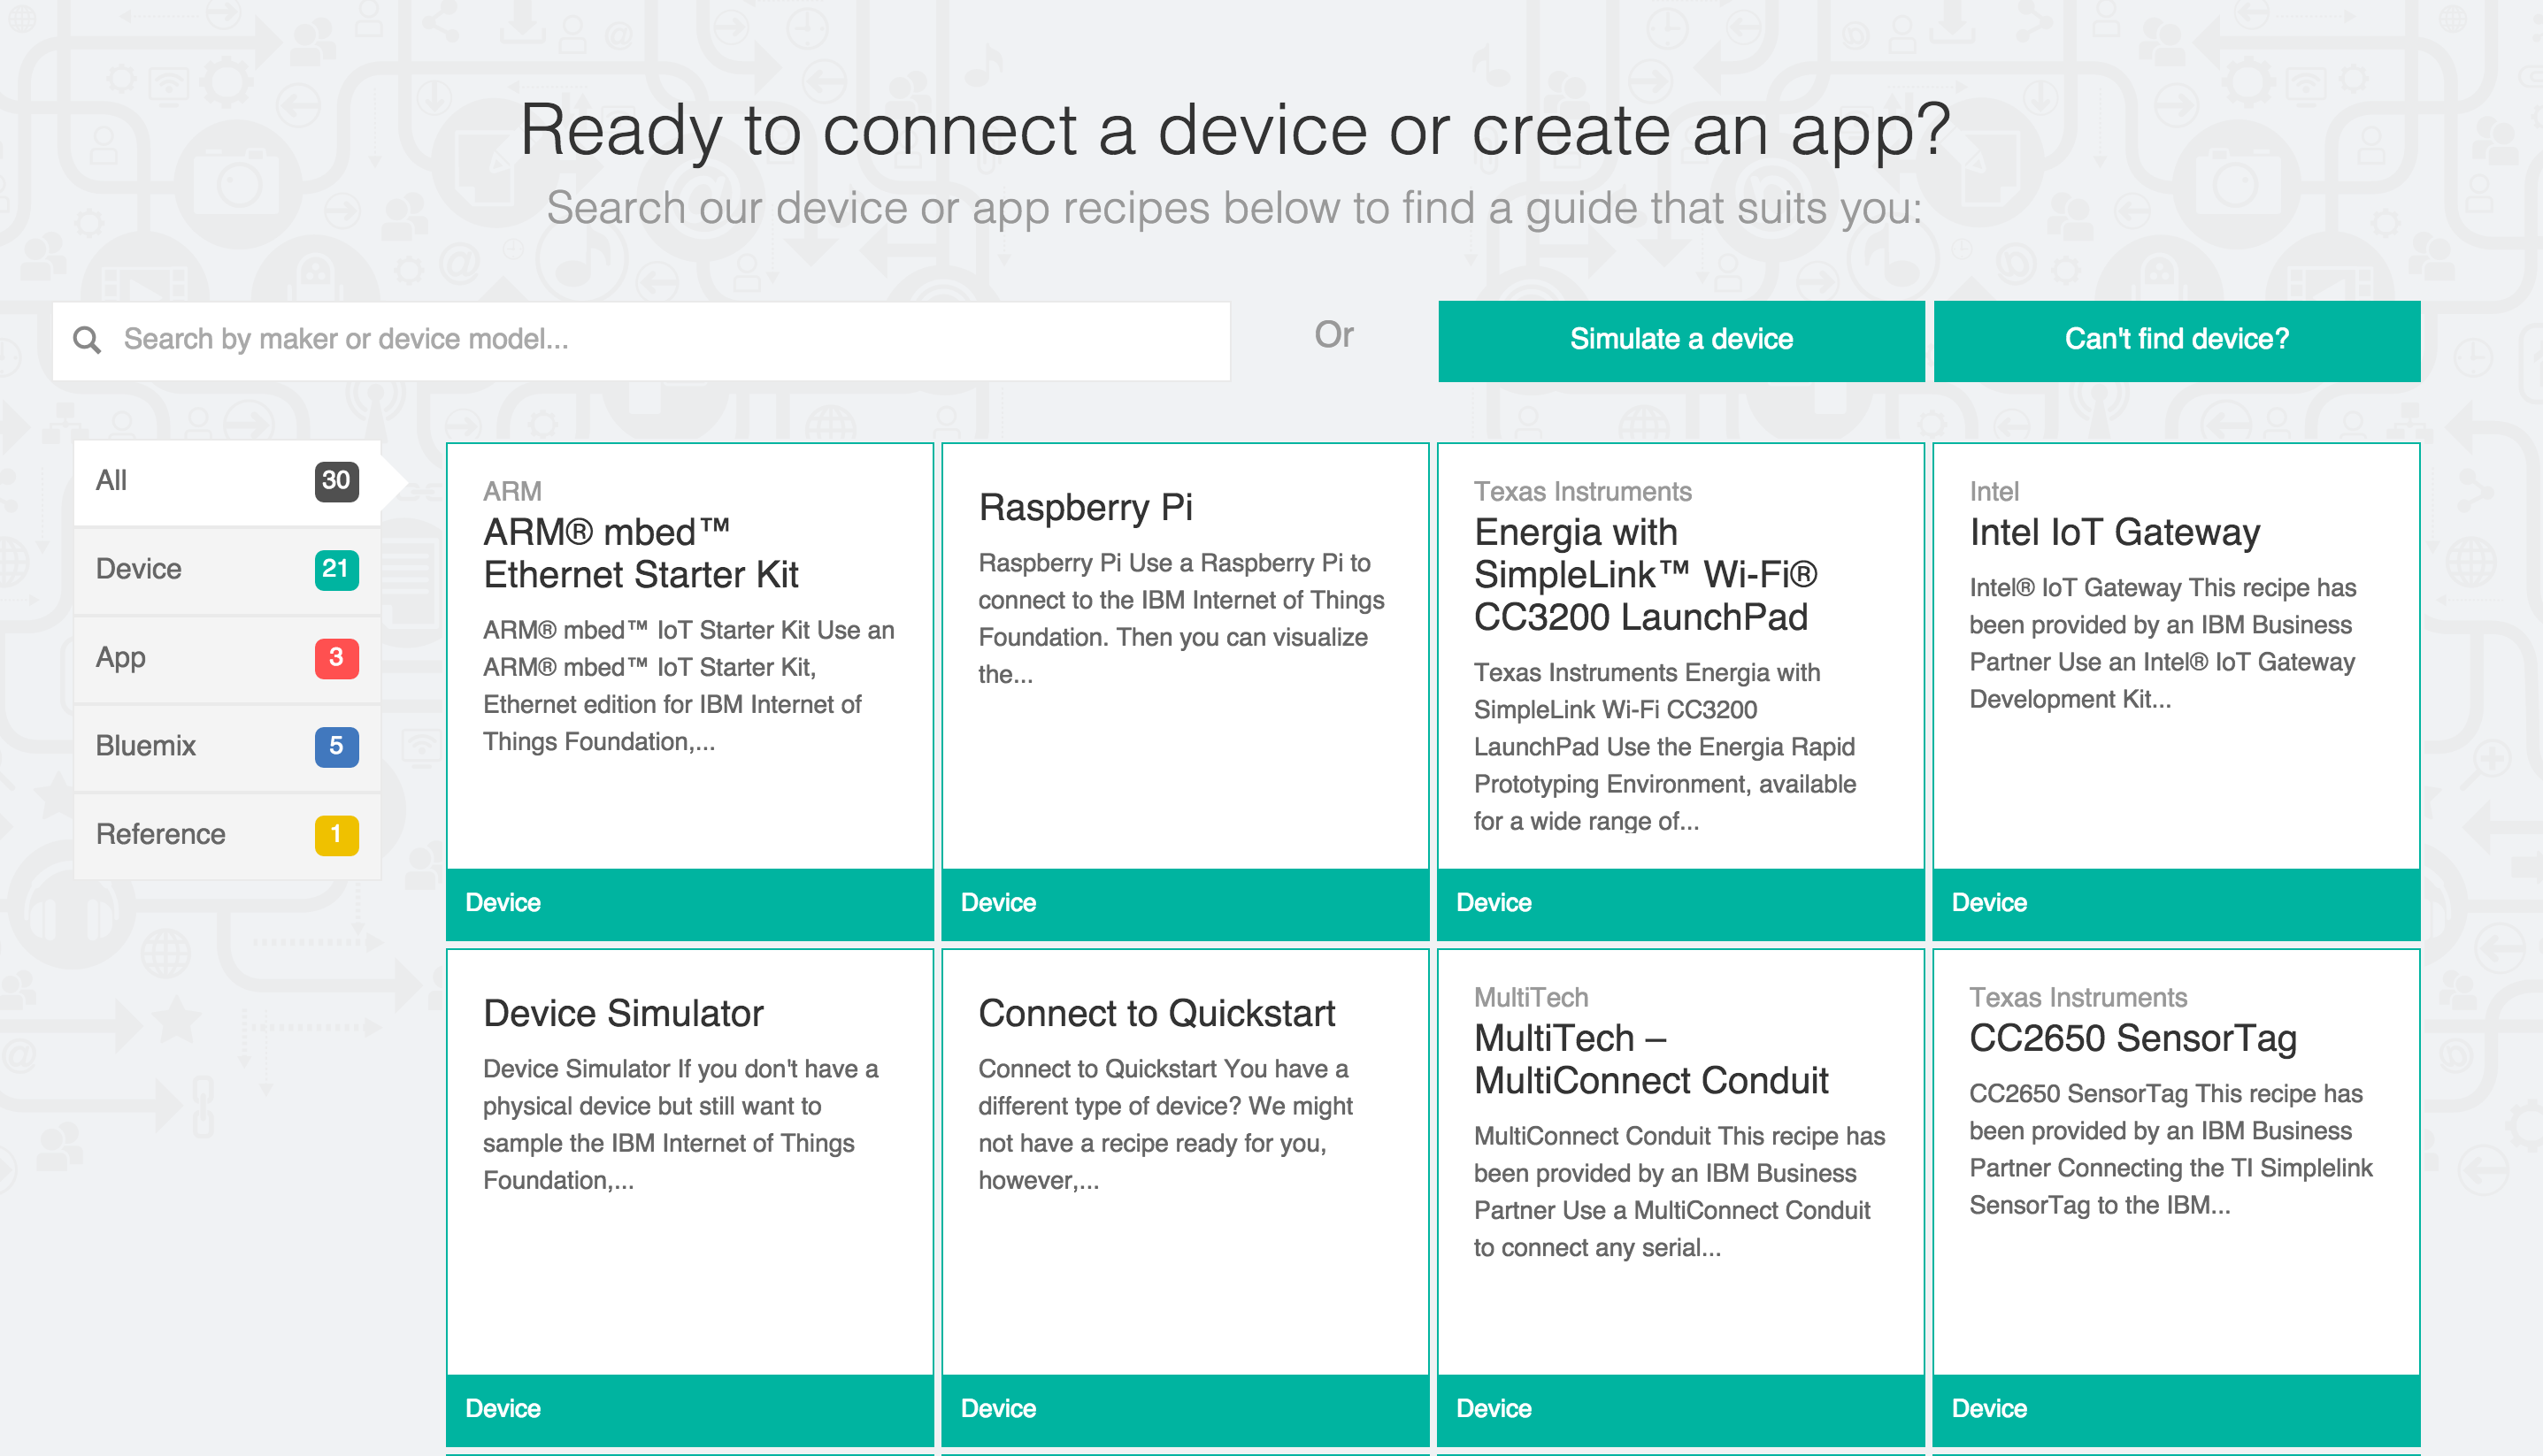 Ready to connect a device or create an app?
Search our device or app recipes below to find a guide that suits you:
Search by maker or device model...
Or
Simulate a device
Can't find device?
All
30
Device
21
App
3
Bluemix
5
Reference
1
ARM
ARM® mbed™
Ethernet Starter Kit
ARM® mbed™ IoT Starter Kit Use an
ARM® mbed™ IoT Starter Kit,
Ethernet edition for IBM Internet of
Things Foundation,...
Device
Raspberry Pi
Raspberry Pi Use a Raspberry Pi to
connect to the IBM Internet of Things
Foundation. Then you can visualize
the...
Device
Texas Instruments
Energia with
SimpleLink™ Wi-Fi®
CC3200 LaunchPad
Texas Instruments Energia with
SimpleLink Wi-Fi CC3200
LaunchPad Use the Energia Rapid
Prototyping Environment, available
for a wide range of...
Device
Intel
Intel IoT Gateway
Intel® IoT Gateway This recipe has
been provided by an IBM Business
Partner Use an Intel® IoT Gateway
Development Kit...
Device
Device Simulator
Device Simulator If you don't have a
physical device but still want to
sample the IBM Internet of Things
Foundation,...
Device
Connect to Quickstart
Connect to Quickstart You have a
different type of device? We might
not have a recipe ready for you,
however,...
Device
MultiTech
MultiTech –
MultiConnect Conduit
MultiConnect Conduit This recipe has
been provided by an IBM Business
Partner Use a MultiConnect Conduit
to connect any serial...
Device
Texas Instruments
CC2650 SensorTag
CC2650 SensorTag This recipe has
been provided by an IBM Business
Partner Connecting the TI Simplelink
SensorTag to the IBM...
Device